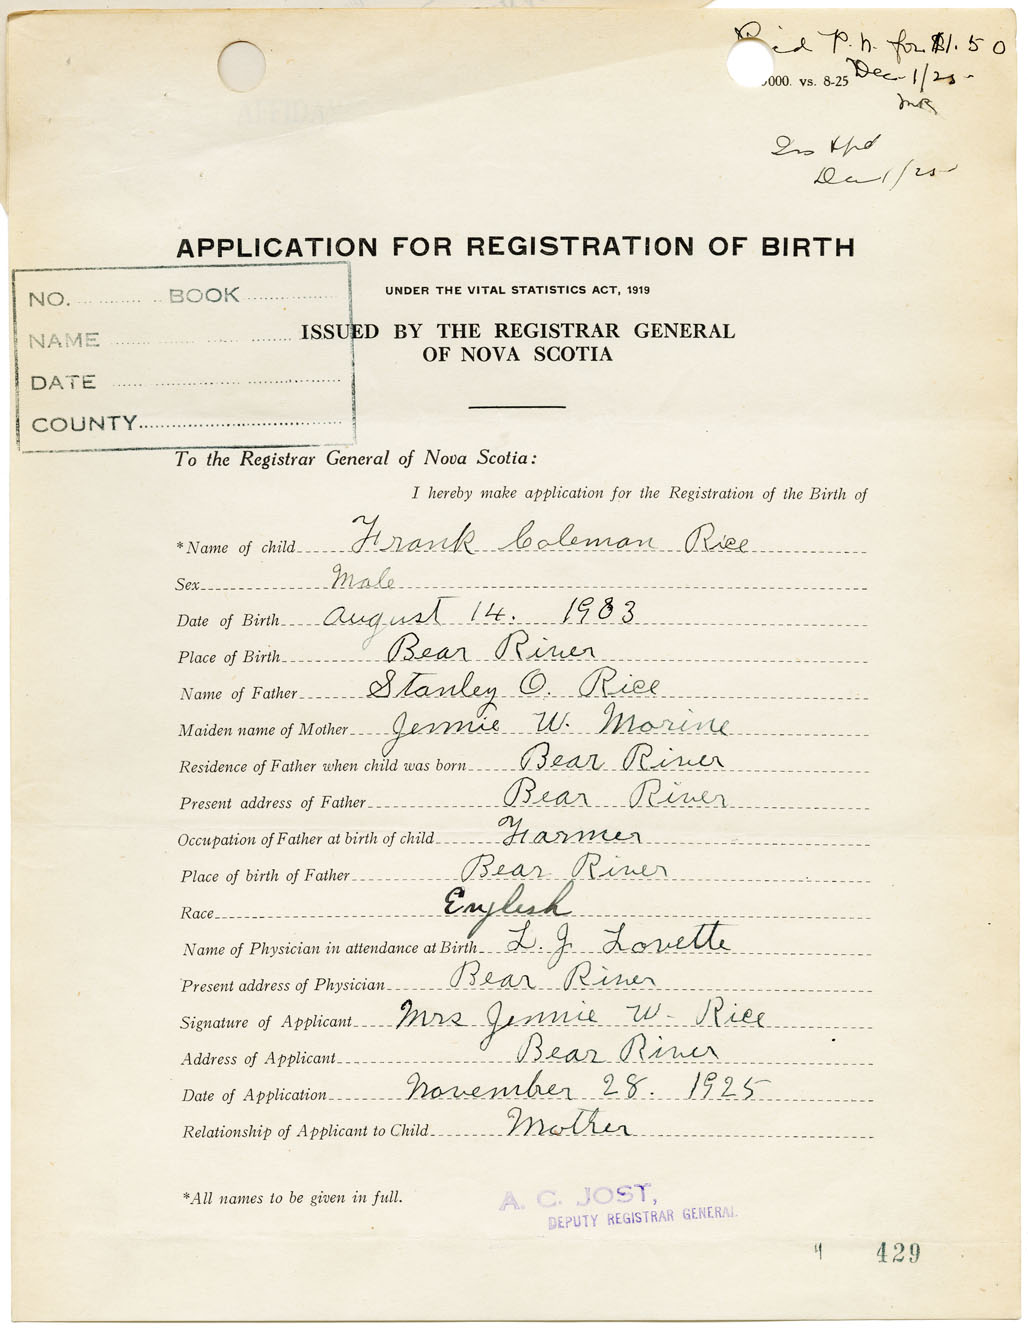 P. N. for $1.50
000. vs. 8-25 Dec 1/25
Dec 1/25
APPLICATION FOR REGISTRATION OF BIRTH
UNDER THE VITAL STATISTICS ACT, 1919
ISSUED BY THE REGISTRAR GENERAL
OF NOVA SCOTIA
NO. BOOK
NAME
DATE
COUNTY
To the Registrar General of Nova Scotia:
I hereby make application for the Registration of the Birth of
*Name of child Frank Coleman Rice
Sex Male
Date of Birth August 14. 1903
Place of Birth Bear River
Name of Father Stanley O. Rice
Maiden name of Mother Jennie W. Morine
Residence of Father when child was born Bear River
Present address of Father Bear River
Occupation of Father at birth of child Farmer
Place of birth of Father Bear River
Race English
Name of Physician in attendance at Birth L. J. Lovette
Present address of Physician Bear River
Signature of Applicant Mrs Jennie W. Rice
Address of Applicant Bear River
Date of Application November 28. 1925
Relationship of Applicant to Child Mother
*All names to be given in full.
A. C. JOST,
DEPUTY REGISTRAR GENERAL
429